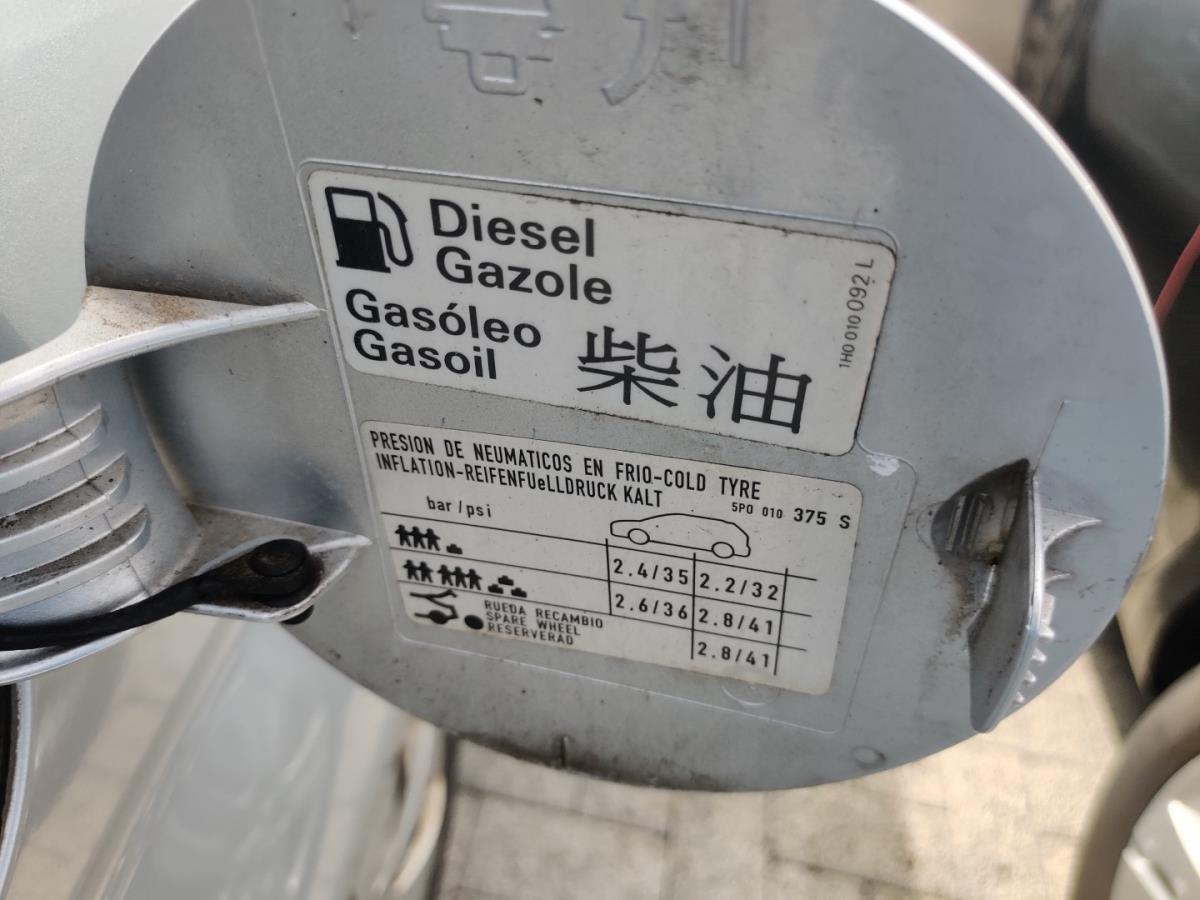 Diesel
Gazole
Gasóleo
Gasoil
柴油
1H0 010 092 L
PRESION DE NEUMATICOS EN FRIO-COLD TYRE
INFLATION-REIFENFUeLLDRUCK KALT
5P0 010 375 S
bar/psi
2.4/35 2.2/32
2.6/36 2.8/41
RUEDA RECAMBIO
SPARE WHEEL
RESERVERAD
2.8/41